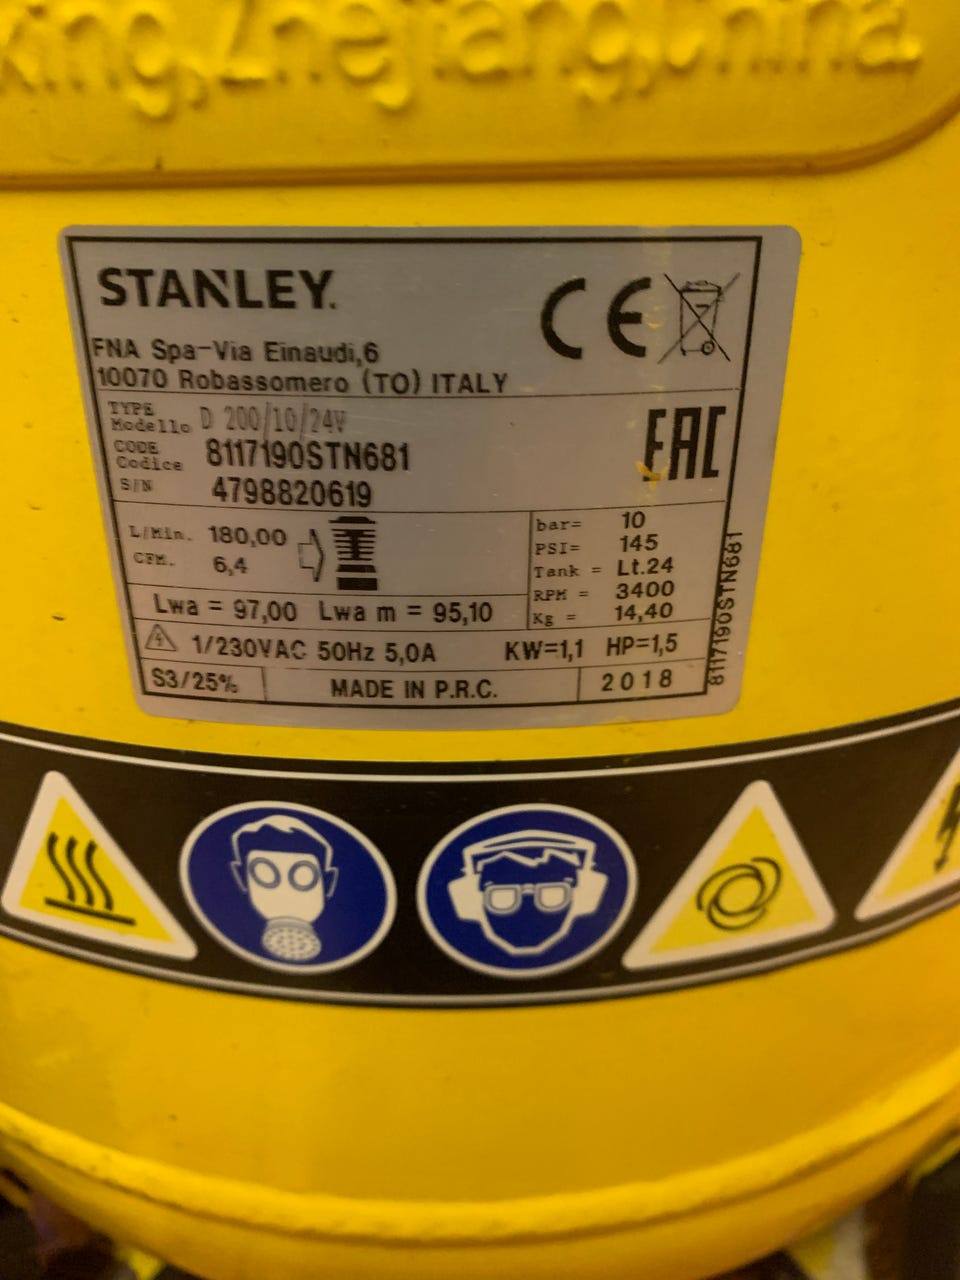 Zhejiang,China.
STANLEY.
CE
FNA Spa-Via Einaudi,6
10070 Robassomero (TO) ITALY
TYPE
Modello D 200/10/24V
EAC
CODE
Codice 8117190STN681
S/N 4798820619
L/Min. 180,00
CFM. 6,4
bar= 10
PSI= 145
Tank = Lt.24
RPM = 3400
Kg = 14,40
Lwa = 97,00 Lwa m = 95,10
1/230VAC 50Hz 5,0A KW=1,1 HP=1,5
S3/25% MADE IN P.R.C. 2018
8117190STN681